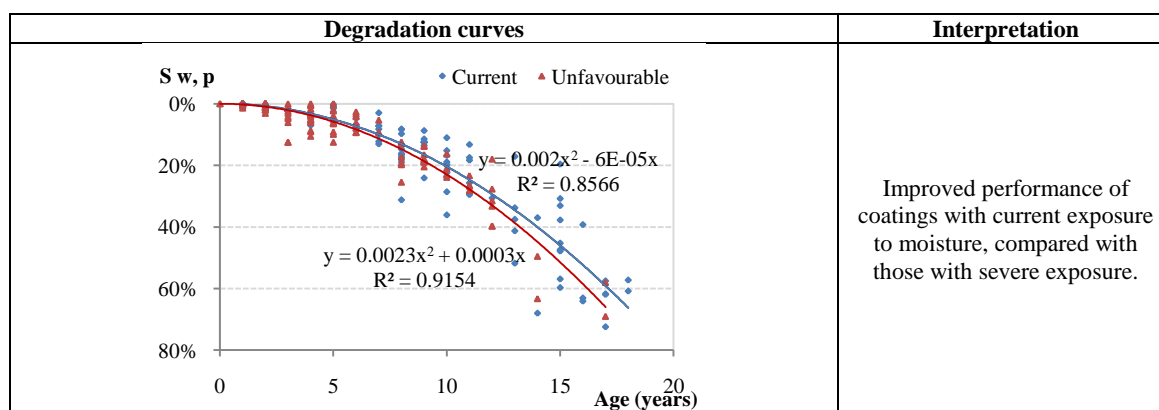 Degradation curves
Interpretation
S w, p
Current
Unfavourable
0%
20%
40%
60%
80%
y = 0.002x² - 6E-05x
R² = 0.8566
y = 0.0023x² + 0.0003x
R² = 0.9154
0 5 10 15 20
Age (years)
Improved performance of
coatings with current exposure
to moisture, compared with
those with severe exposure.